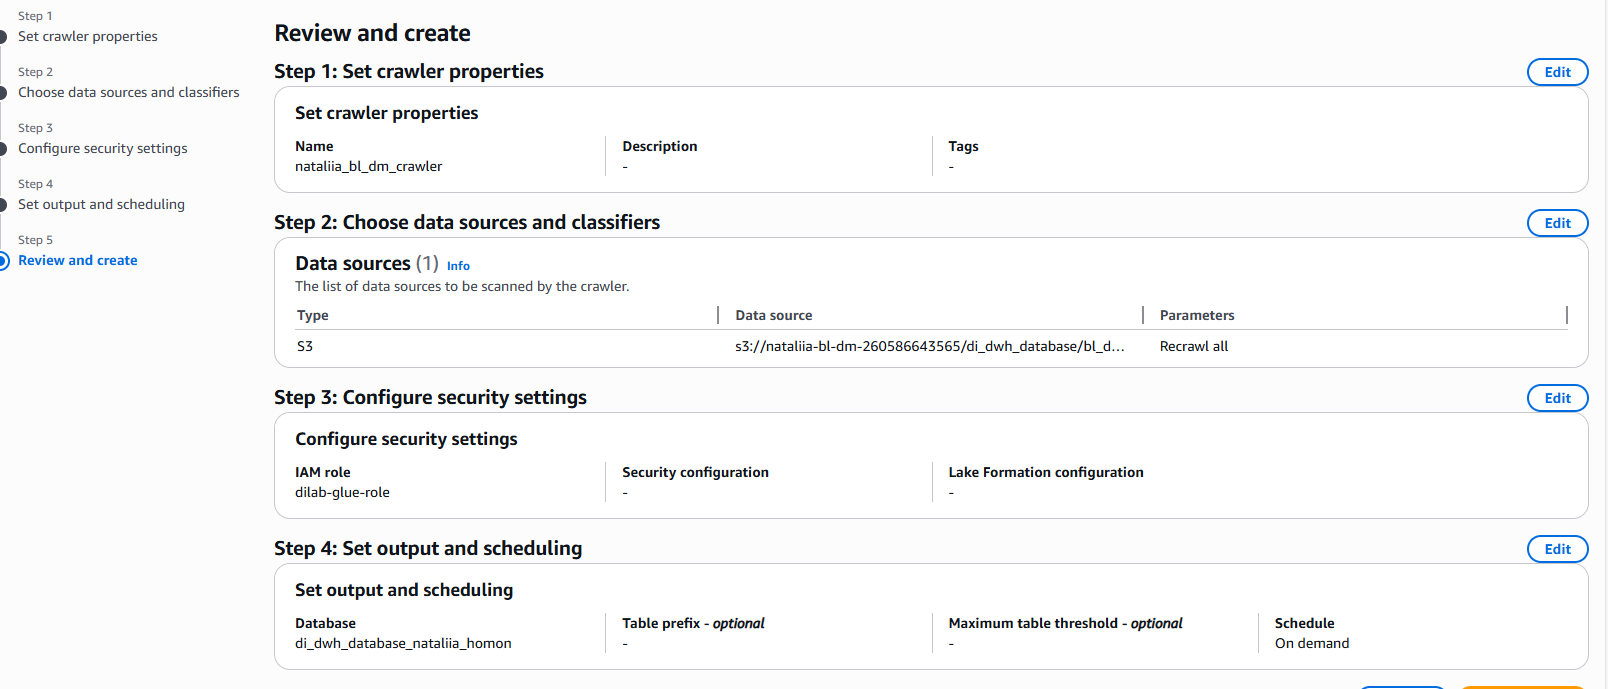 Step 1
Set crawler properties
Step 2
Choose data sources and classifiers
Step 3
Configure security settings
Step 4
Set output and scheduling
Step 5
Review and create
Review and create
Step 1: Set crawler properties
Edit
Set crawler properties
Name
nataliia_bl_dm_crawler
Description
-
Tags
-
Step 2: Choose data sources and classifiers
Edit
Data sources (1) Info
The list of data sources to be scanned by the crawler.
Type Data source Parameters
S3 s3://nataliia-bl-dm-260586643565/di_dwh_database/bl_d... Recrawl all
Step 3: Configure security settings
Edit
Configure security settings
IAM role
dilab-glue-role
Security configuration
-
Lake Formation configuration
-
Step 4: Set output and scheduling
Edit
Set output and scheduling
Database
di_dwh_database_nataliia_homon
Table prefix - optional
-
Maximum table threshold - optional
-
Schedule
On demand